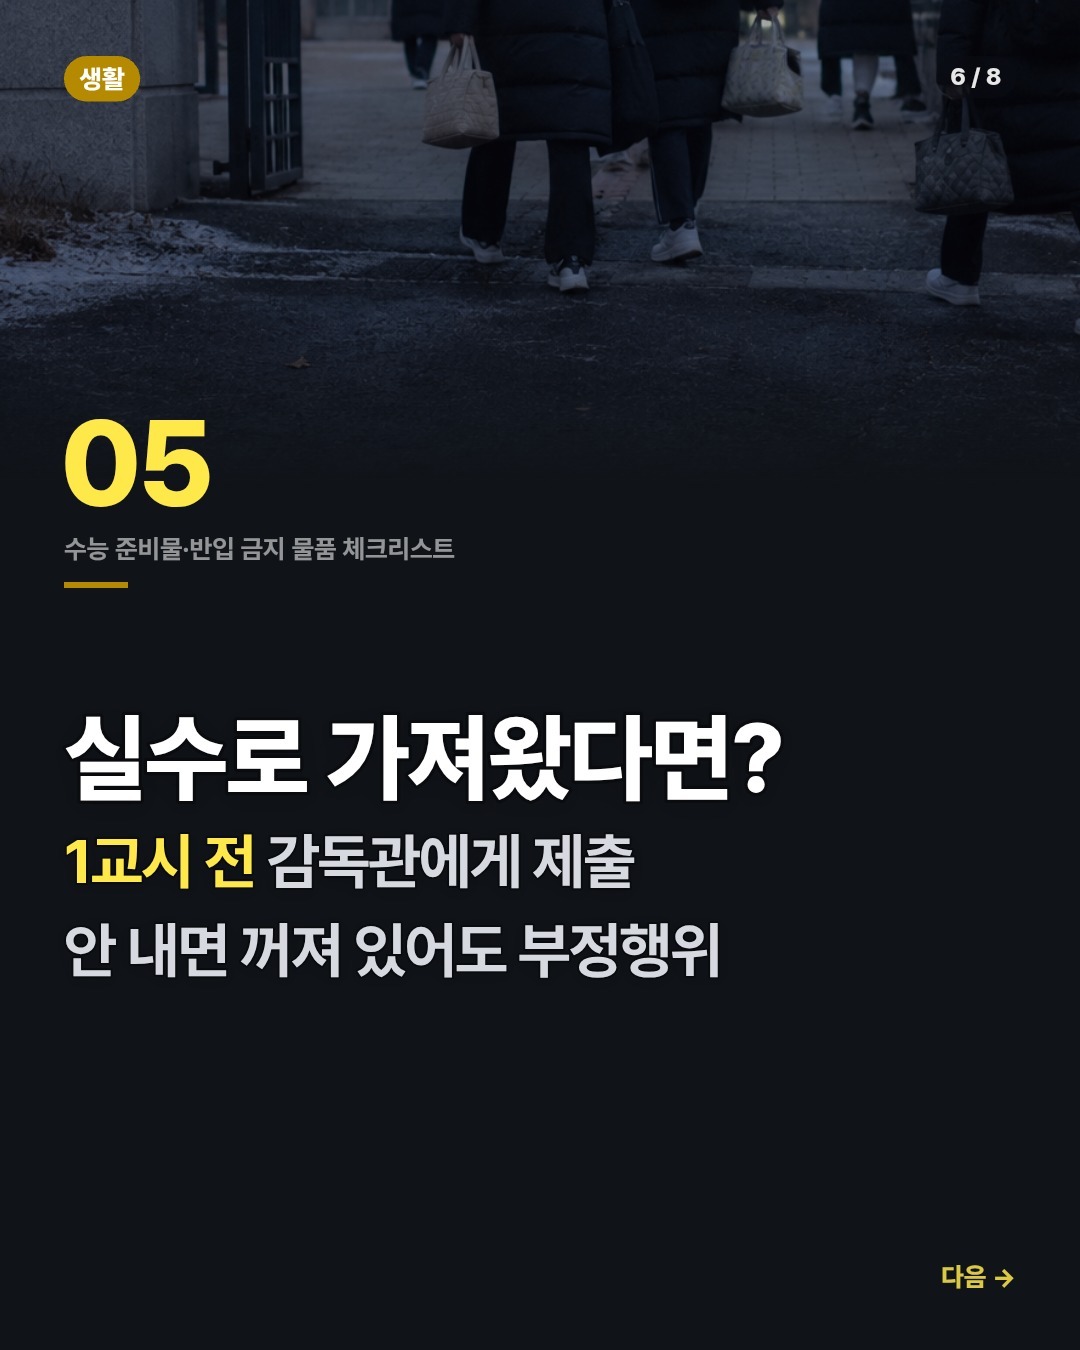 생활
6 / 8
05
수능 준비물·반입 금지 물품 체크리스트
실수로 가져왔다면?
1교시 전 감독관에게 제출
안 내면 꺼져 있어도 부정행위
다음 →